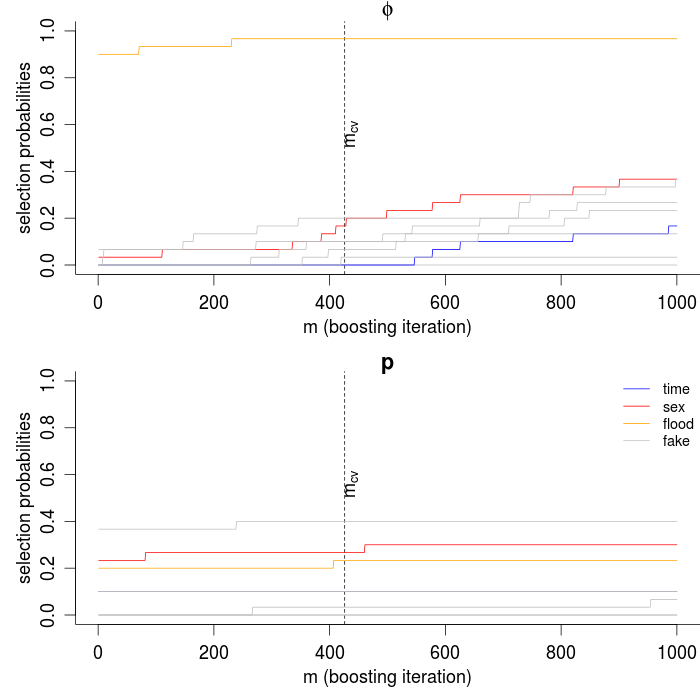 ϕ
selection probabilities
1.0
0.8
0.6
0.4
0.2
0.0
mcv
0 200 400 600 800 1000
m (boosting iteration)
p
selection probabilities
1.0
0.8
0.6
0.4
0.2
0.0
mcv
time
sex
flood
fake
0 200 400 600 800 1000
m (boosting iteration)